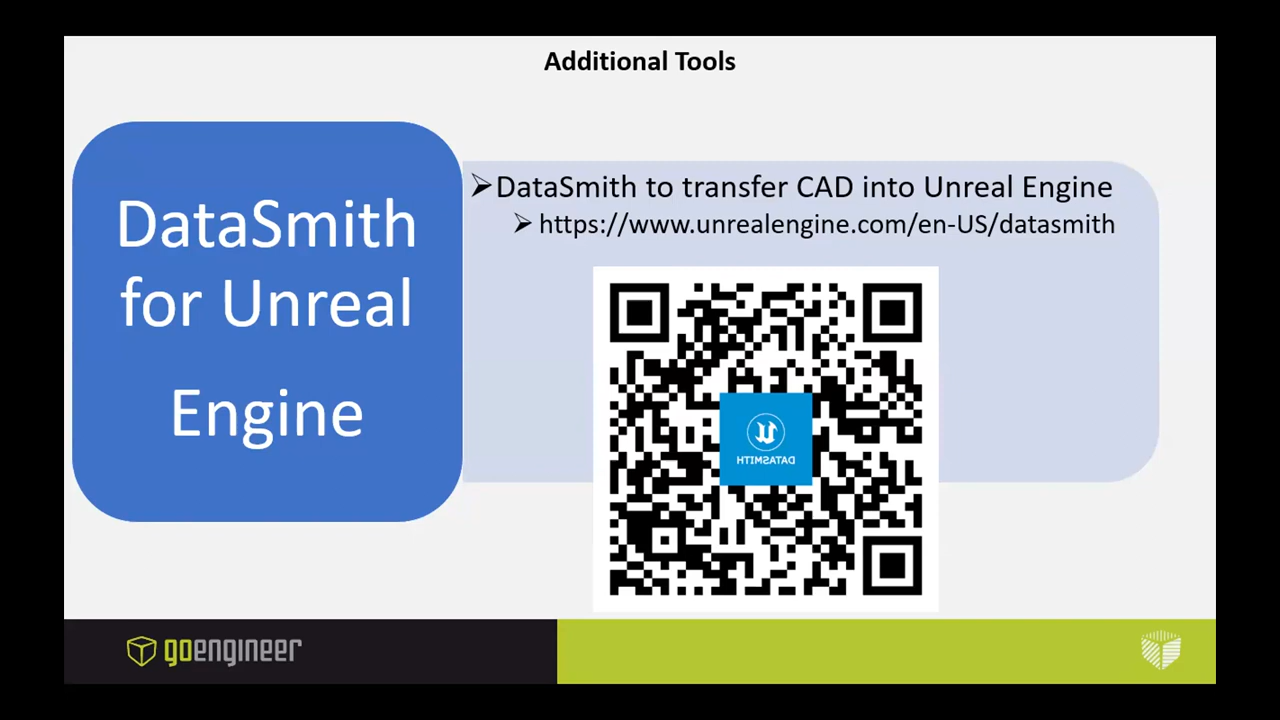 Additional Tools
DataSmith
for Unreal
Engine
➢DataSmith to transfer CAD into Unreal Engine
➢https://www.unrealengine.com/en-US/datasmith
DATASMITH
goengineer